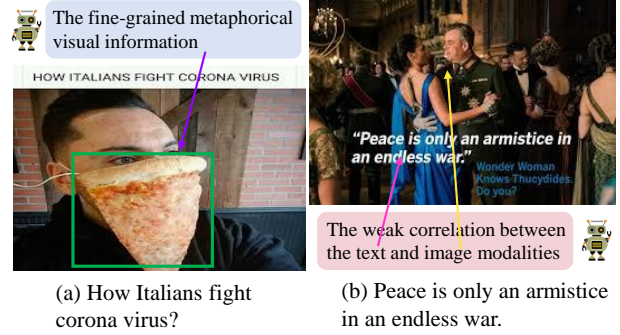 The fine-grained metaphorical
visual information
HOW ITALIANS FIGHT CORONA VIRUS
(a) How Italians fight
corona virus?
“Peace is only an armistice in
an endless war.”
Wonder Woman
Knows Thucydides.
Do you?
The weak correlation between
the text and image modalities
(b) Peace is only an armistice
in an endless war.